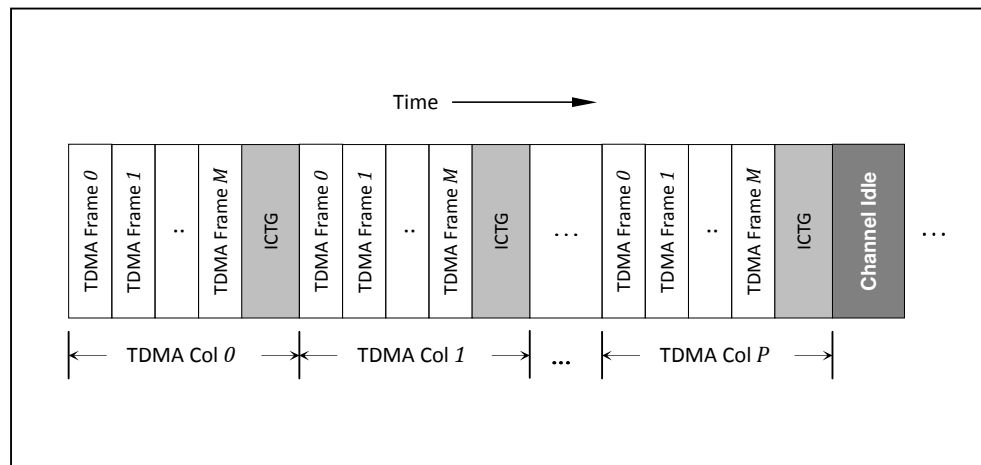 Time
TDMA Frame 0
TDMA Frame 1
..
TDMA Frame M
ICTG
TDMA Frame 0
TDMA Frame 1
..
TDMA Frame M
ICTG
...
TDMA Frame 0
TDMA Frame 1
..
TDMA Frame M
ICTG
Channel Idle
...
TDMA Col 0
TDMA Col 1
...
TDMA Col P